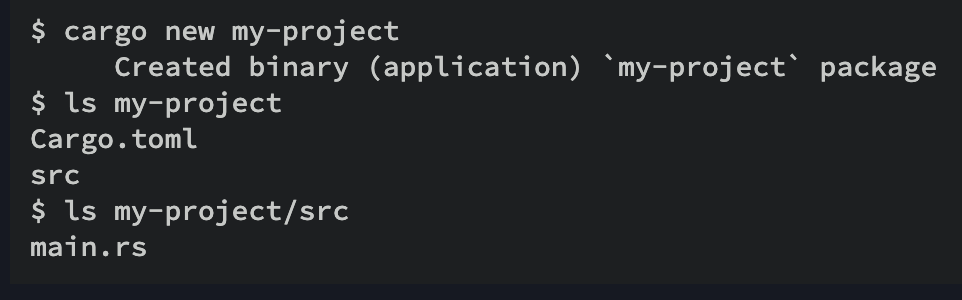 $ cargo new my-project
     Created binary (application) `my-project` package
$ ls my-project
Cargo.toml
src
$ ls my-project/src
main.rs